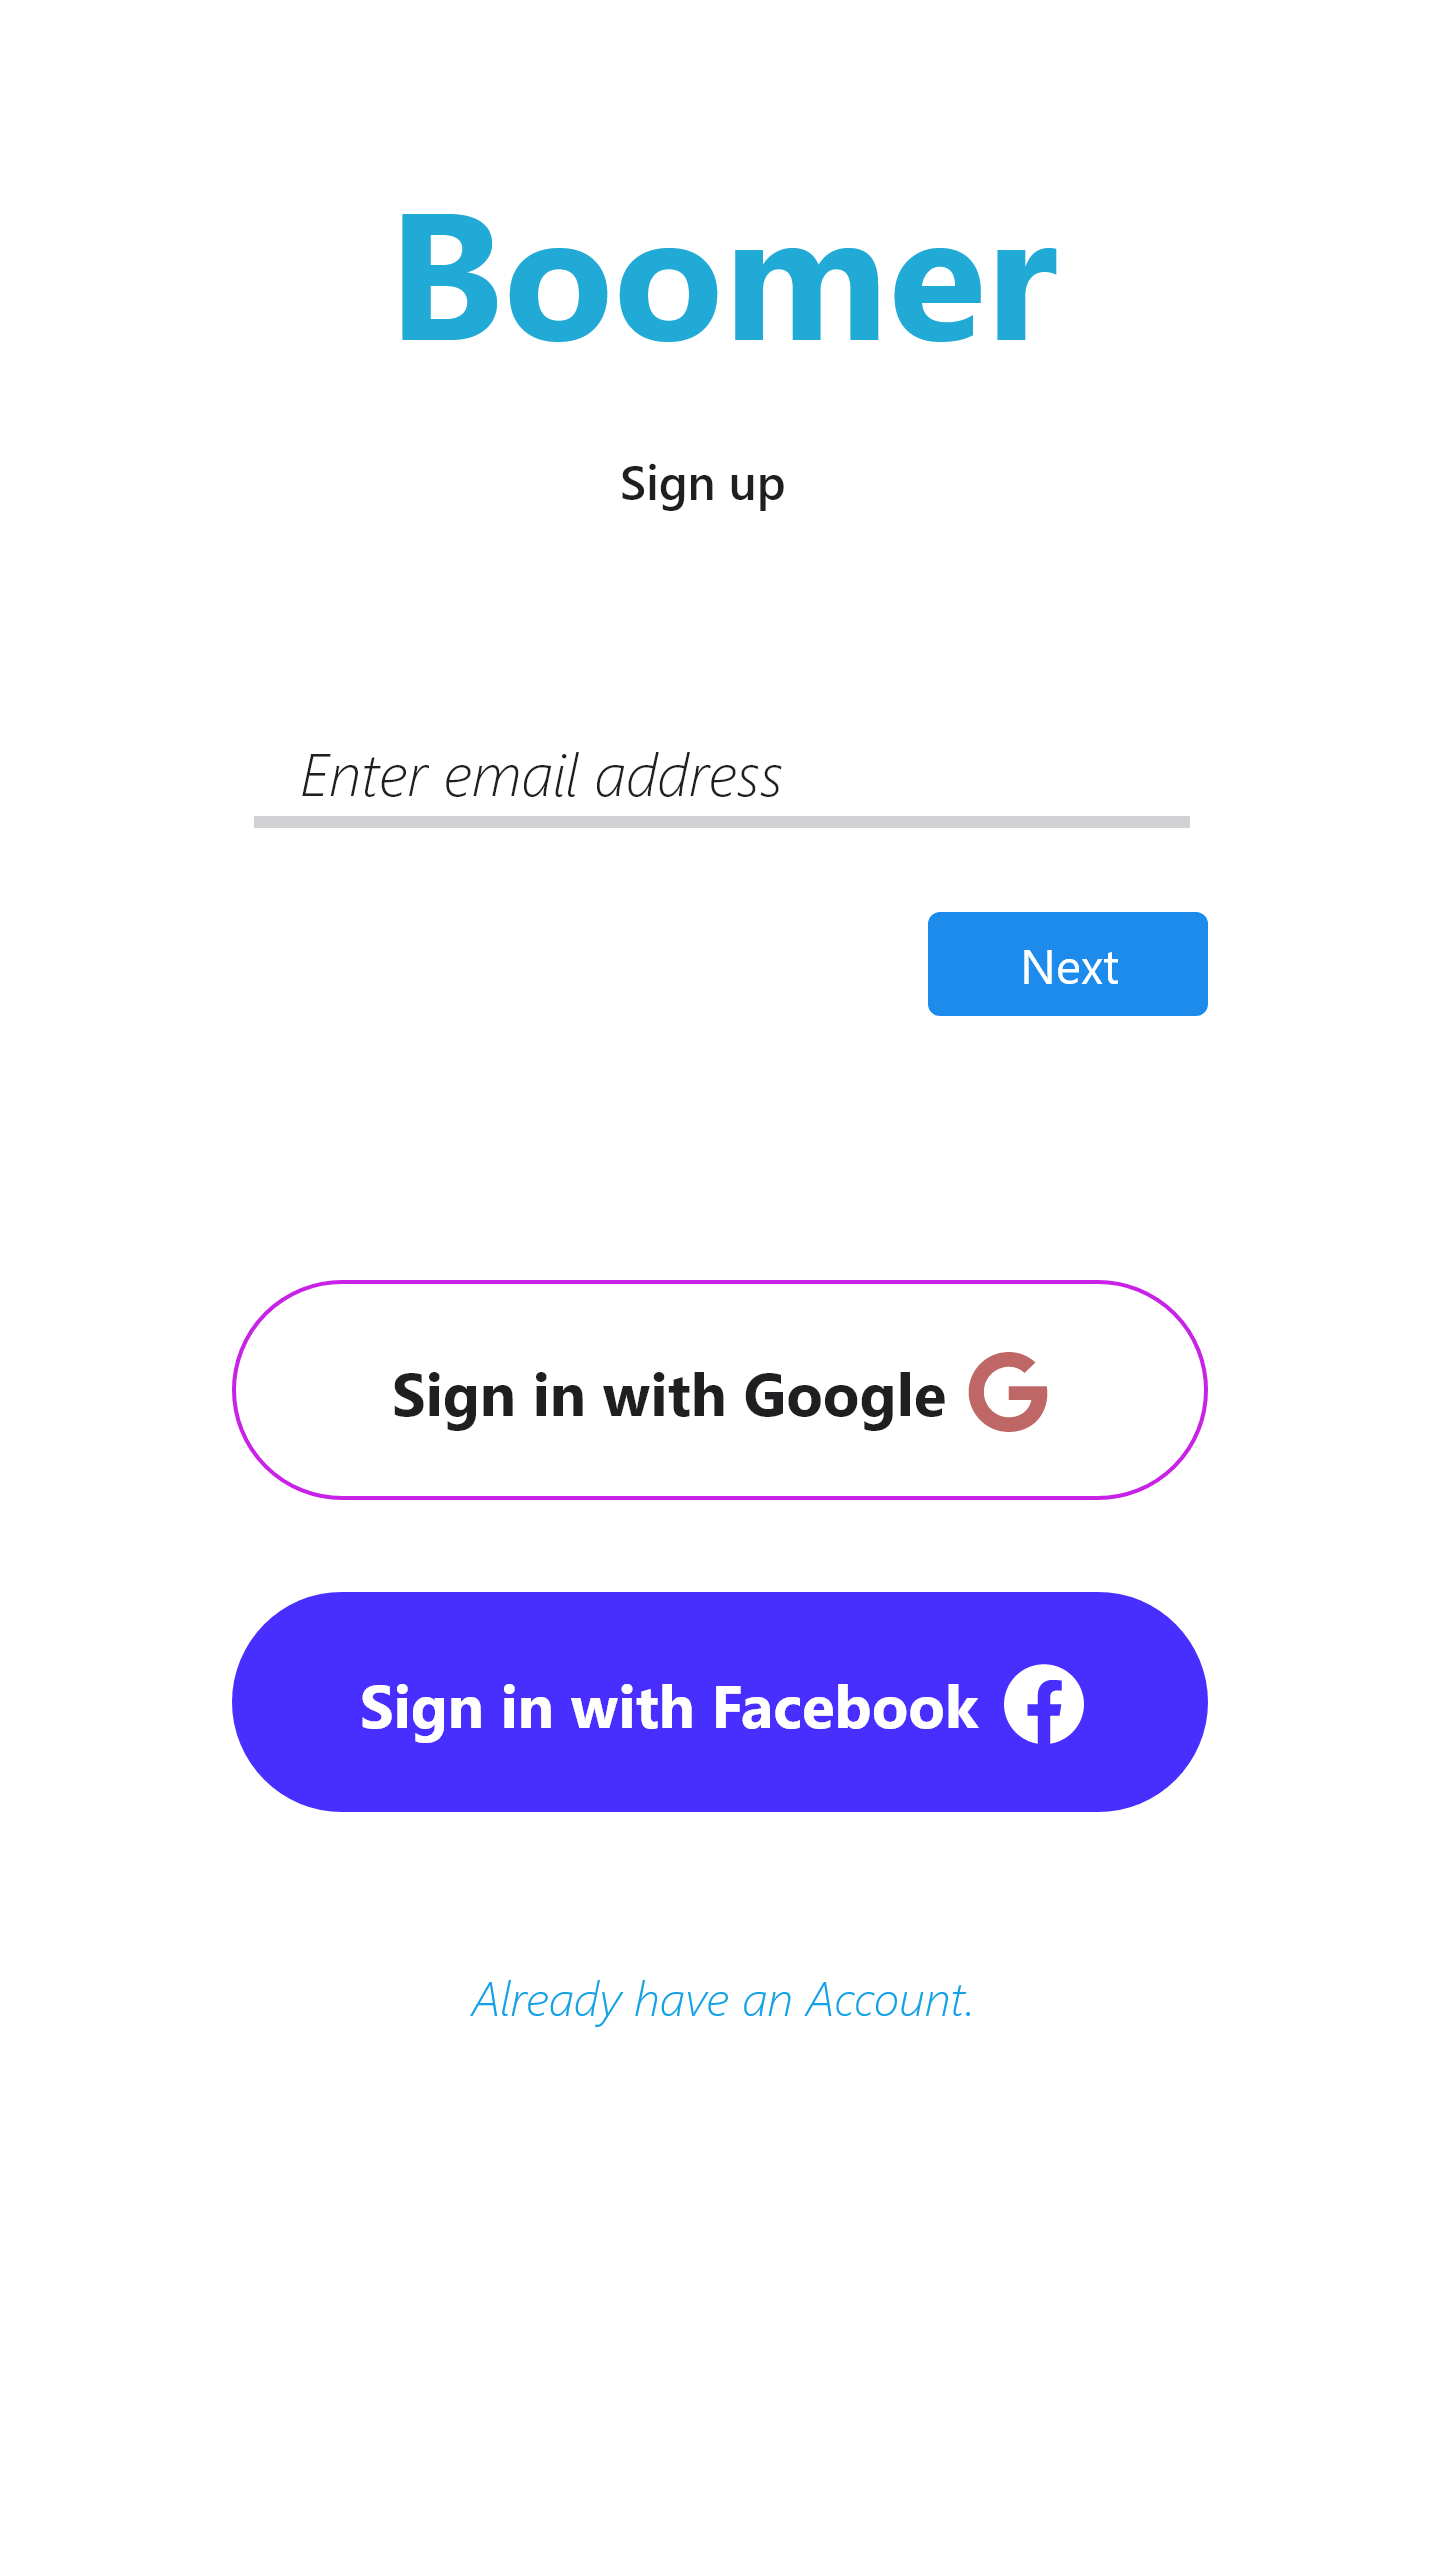 Boomer
Sign up
Enter email address
Next
Sign in with Google
Sign in with Facebook
Already have an Account.